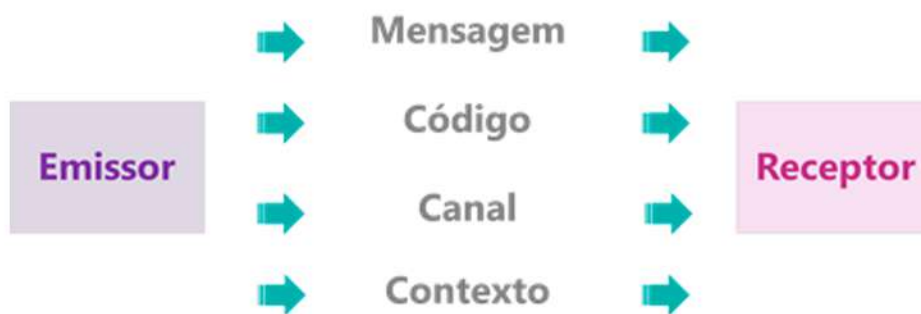 Mensagem
Código
Emissor
Receptor
Canal
Contexto